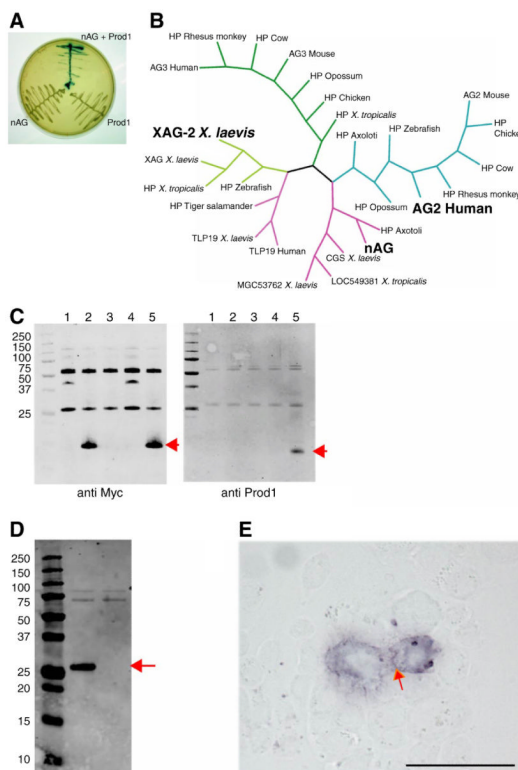 A
nAG + Prod1
nAG
Prod1
B
HP Rhesus monkey
HP Cow
AG3 Human
AG3 Mouse
HP Opossum
HP Chicken
HP X. tropicalis
XAG-2 X. laevis
XAG X. laevis
HP X. tropicalis
HP Zebrafish
HP Tiger salamander
TLP19 X. laevis
TLP19 Human
HP Axoloti
HP Zebrafish
AG2 Mouse
HP Chicke
HP Cow
HP Rhesus monkey
AG2 Human
HP Opossum
HP Axotoli
nAG
CGS X. laevis
MGC53762 X. laevis
LOC549381 X. tropicalis
C
1 2 3 4 5
250
150
100
75
50
37
25
anti Myc
1 2 3 4 5
anti Prod1
D
250
150
100
75
50
37
25
20
15
10
E